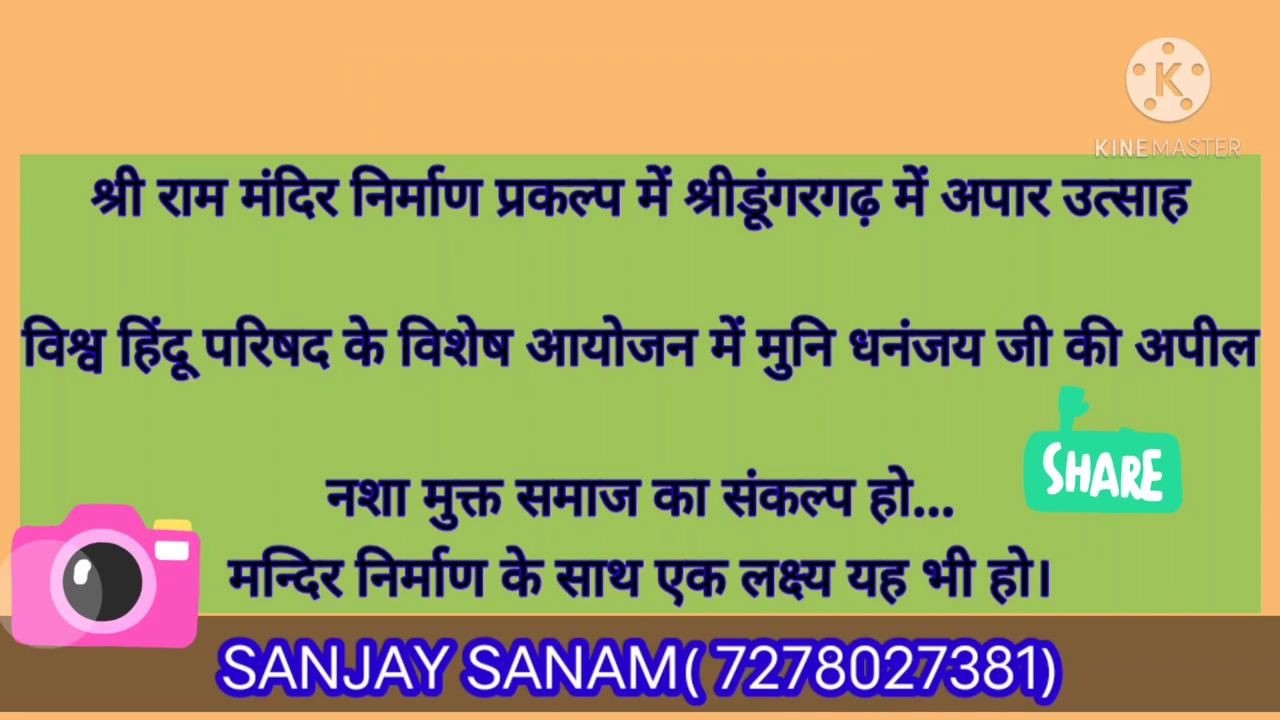 KINEMASTER
श्री राम मंदिर निर्माण प्रकल्प में श्रीडूंगरगढ़ में अपार उत्साह
विश्व हिंदू परिषद के विशेष आयोजन में मुनि धनंजय जी की अपील
SHARE
नशा मुक्त समाज का संकल्प हो...
मन्दिर निर्माण के साथ एक लक्ष्य यह भी हो।
SANJAY SANAM( 7278027381)